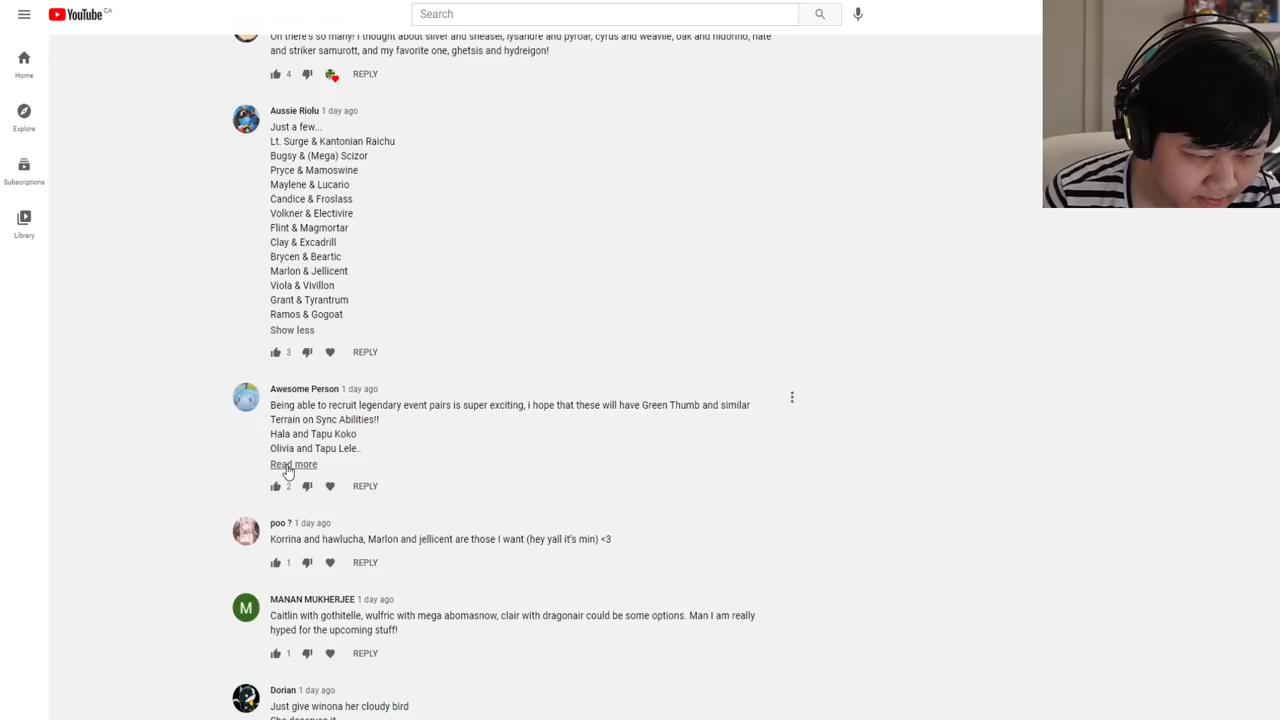 YouTube CA
Search
Home
Explore
Subscriptions
Library
Oh there's so many! I thought about silver and sneasel, lysandre and pyroar, cyrus and weavile, oak and nidorino, nate
and striker samurott, and my favorite one, ghetsis and hydreigon!
4 REPLY
Aussie Riolu 1 day ago
Just a few...
Lt. Surge & Kantonian Raichu
Bugsy & (Mega) Scizor
Pryce & Mamoswine
Maylene & Lucario
Candice & Froslass
Volkner & Electivire
Flint & Magmortar
Clay & Excadrill
Brycen & Beartic
Marlon & Jellicent
Viola & Vivillon
Grant & Tyrantrum
Ramos & Gogoat
Show less
3 REPLY
Awesome Person 1 day ago
Being able to recruit legendary event pairs is super exciting, i hope that these will have Green Thumb and similar
Terrain on Sync Abilities!!
Hala and Tapu Koko
Olivia and Tapu Lele..
Read more
2 REPLY
poo ? 1 day ago
Korrina and hawlucha, Marlon and jellicent are those I want (hey yall it's min) <3
1 REPLY
M
MANAN MUKHERJEE 1 day ago
Caitlin with gothitelle, wulfric with mega abomasnow, clair with dragonair could be some options. Man I am really
hyped for the upcoming stuff!
1 REPLY
Dorian 1 day ago
Just give winona her cloudy bird
She deserves it